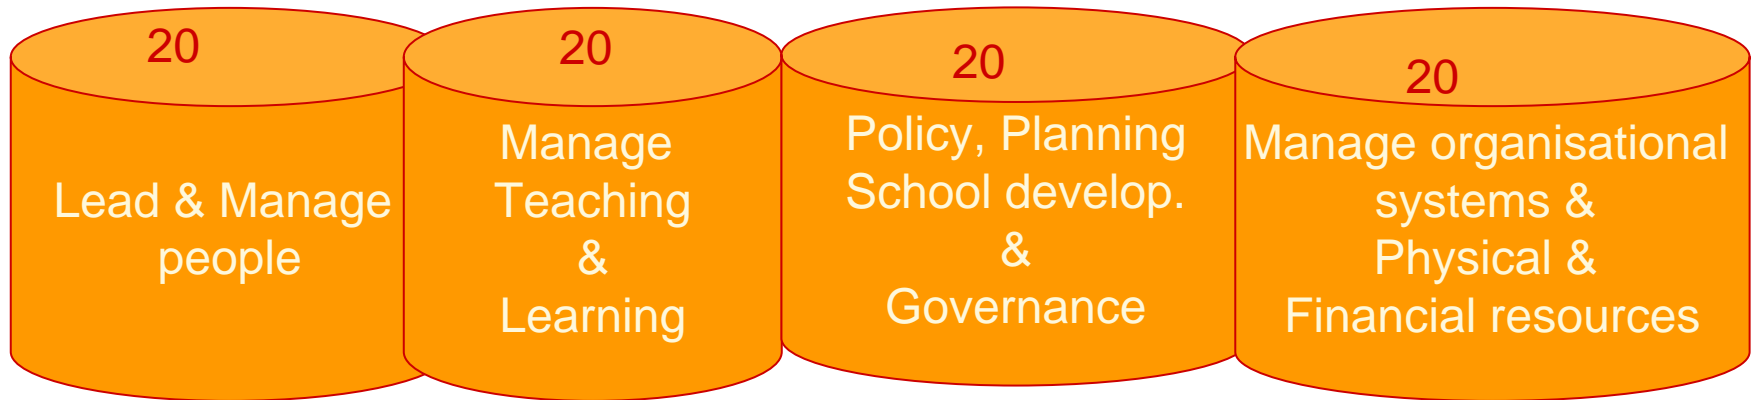 20
Lead & Manage
people
20
Manage
Teaching
&
Learning
20
Policy, Planning
School develop.
&
Governance
20
Manage organisational
systems &
Physical &
Financial resources